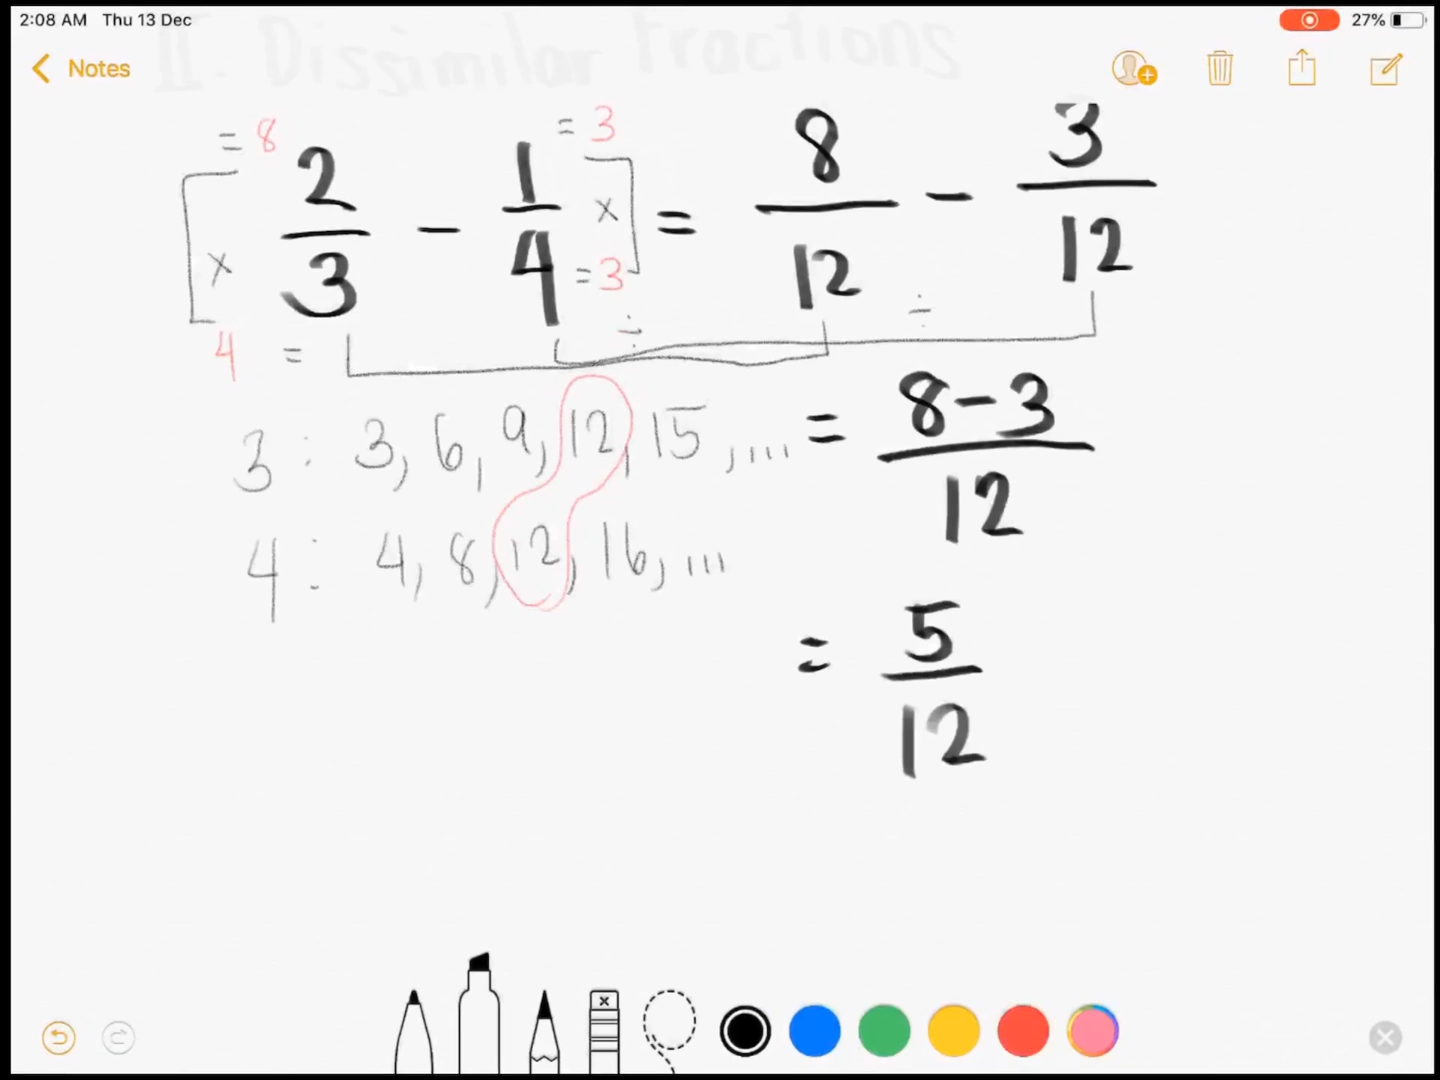 2:08 AM Thu 13 Dec 27%
II. Dissimilar Fractions
Notes
= 8 = 3
2/3 - 1/4 = 8/12 - 3/12
× × = 3
÷ ÷
4 =
3 : 3, 6, 9, 12, 15, ,... = 8-3/12
4 : 4, 8, 12, 16, ...
= 5/12